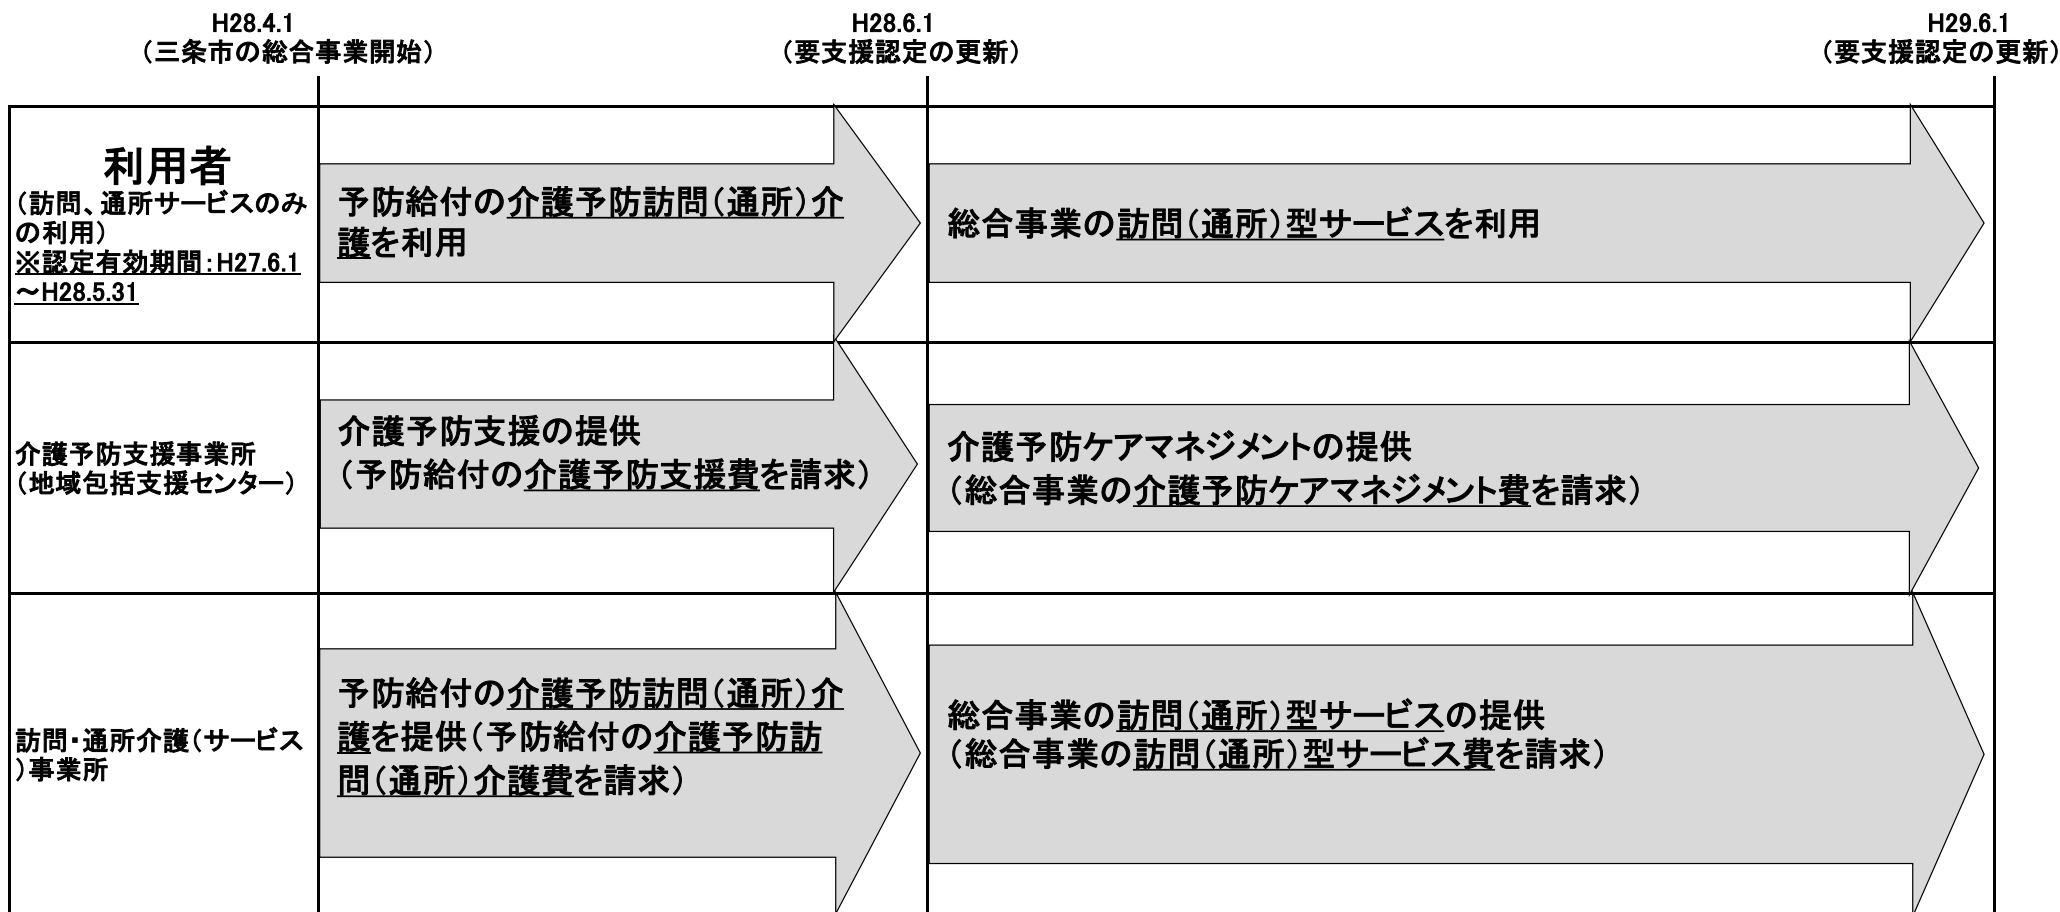 H28.4.1
（三条市の総合事業開始）
H28.6.1
（要支援認定の更新）
H29.6.1
（要支援認定の更新）
利用者
（訪問、通所サービスのみ
の利用）
※認定有効期間：H27.6.1
～H28.5.31
予防給付の介護予防訪問（通所）介
護を利用
総合事業の訪問（通所）型サービスを利用
介護予防支援事業所
（地域包括支援センター）
介護予防支援の提供
（予防給付の介護予防支援費を請求）
介護予防ケアマネジメントの提供
（総合事業の介護予防ケアマネジメント費を請求）
訪問・通所介護（サービス
）事業所
予防給付の介護予防訪問（通所）介
護を提供（予防給付の介護予防訪
問（通所）介護費を請求）
総合事業の訪問（通所）型サービスの提供
（総合事業の訪問（通所）型サービス費を請求）